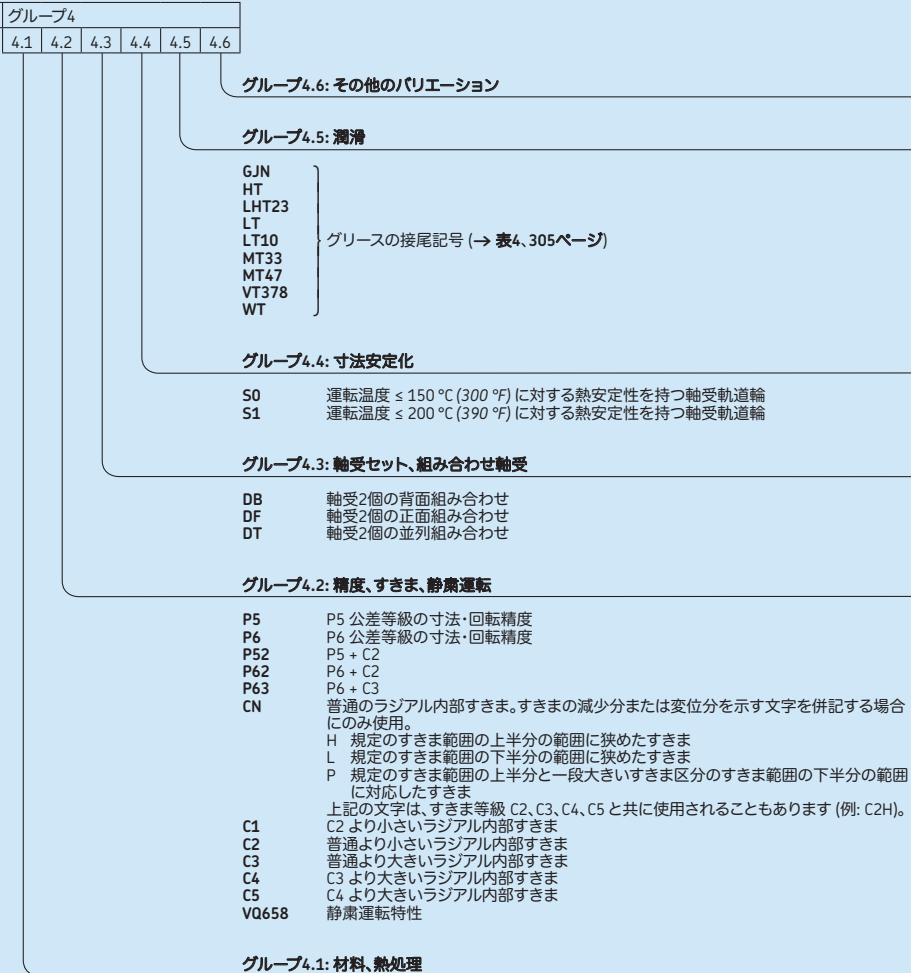 グループ4
4.1 4.2 4.3 4.4 4.5 4.6
グループ4.6: その他のバリエーション
グループ4.5: 潤滑
GJN
HT
LHT23
LT
LT10 グリースの接尾記号 (→ 表4、305ページ)
MT33
MT47
VT378
WT
グループ4.4: 寸法安定化
S0 運転温度 ≤ 150 °C (300 °F) に対する熱安定性を持つ軸受軌道輪
S1 運転温度 ≤ 200 °C (390 °F) に対する熱安定性を持つ軸受軌道輪
グループ4.3: 軸受セット、組み合わせ軸受
DB 軸受2個の背面組み合わせ
DF 軸受2個の正面組み合わせ
DT 軸受2個の並列組み合わせ
グループ4.2: 精度、すきま、静粛運転
P5 P5 公差等級の寸法・回転精度
P6 P6 公差等級の寸法・回転精度
P52 P5 + C2
P62 P6 + C2
P63 P6 + C3
CN 普通のラジアル内部すきま。すきまの減少分または変位分を示す文字を併記する場合
にのみ使用。
H 規定のすきま範囲の上半分の範囲に狭めたすきま
L 規定のすきま範囲の下半分の範囲に狭めたすきま
P 規定のすきま範囲の上半分と一段大きいすきま区分のすきま範囲の下半分の範囲
に対応したすきま
上記の文字は、すきま等級 C2、C3、C4、C5 と共に使用されることもあります (例: C2H)。
C1 C2 より小さいラジアル内部すきま
C2 普通より小さいラジアル内部すきま
C3 普通より大きいラジアル内部すきま
C4 C3 より大きいラジアル内部すきま
C5 C4 より大きいラジアル内部すきま
VQ658 静粛運転特性
グループ4.1: 材料、熱処理